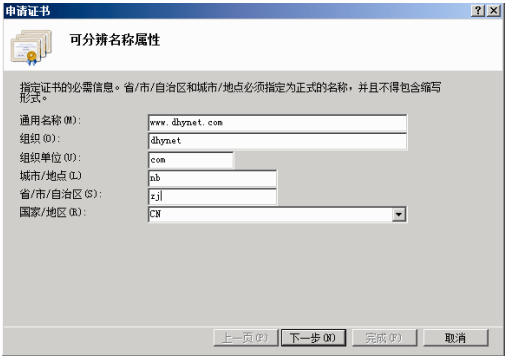 申请证书
可分辨名称属性
指定证书的必需信息。省/市/自治区和城市/地点必须指定为正式的名称，并且不得包含缩写
形式。
通用名称(M): www.dhynet.com
组织(O): dhynet
组织单位(U): com
城市/地点(L) nb
省/市/自治区(S): zj
国家/地区(R): CN
上一页(P) 下一步(N) 完成(F) 取消